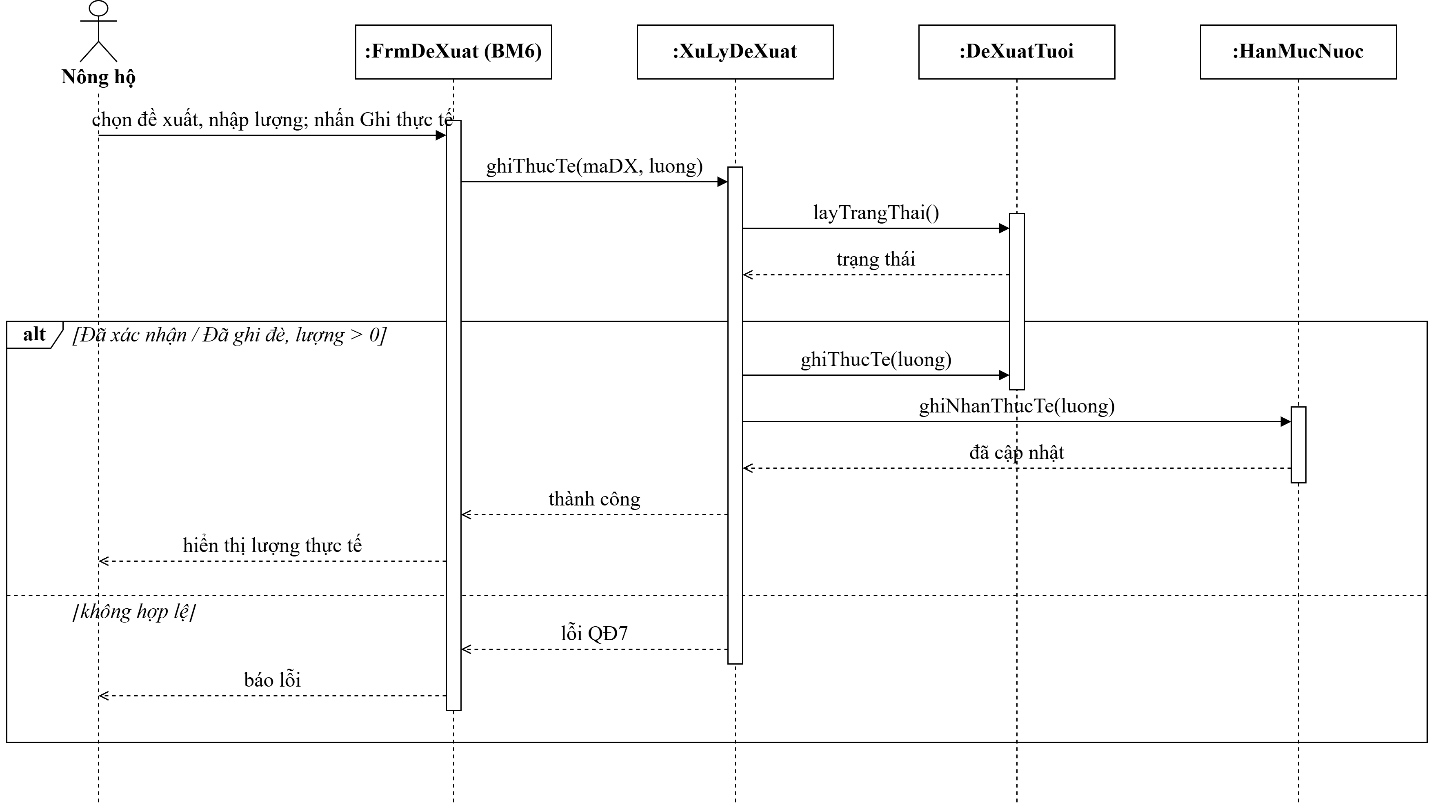 Nông hộ
:FrmDeXuat (BM6)
:XuLyDeXuat
:DeXuatTuoi
:HanMucNuoc
chọn đề xuất, nhập lượng; nhấn Ghi thực tế
ghiThucTe(maDX, luong)
layTrangThai()
trạng thái
alt
[Đã xác nhận / Đã ghi đè, lượng > 0]
ghiThucTe(luong)
ghiNhanThucTe(luong)
đã cập nhật
thành công
hiển thị lượng thực tế
[không hợp lệ]
lỗi QĐ7
báo lỗi